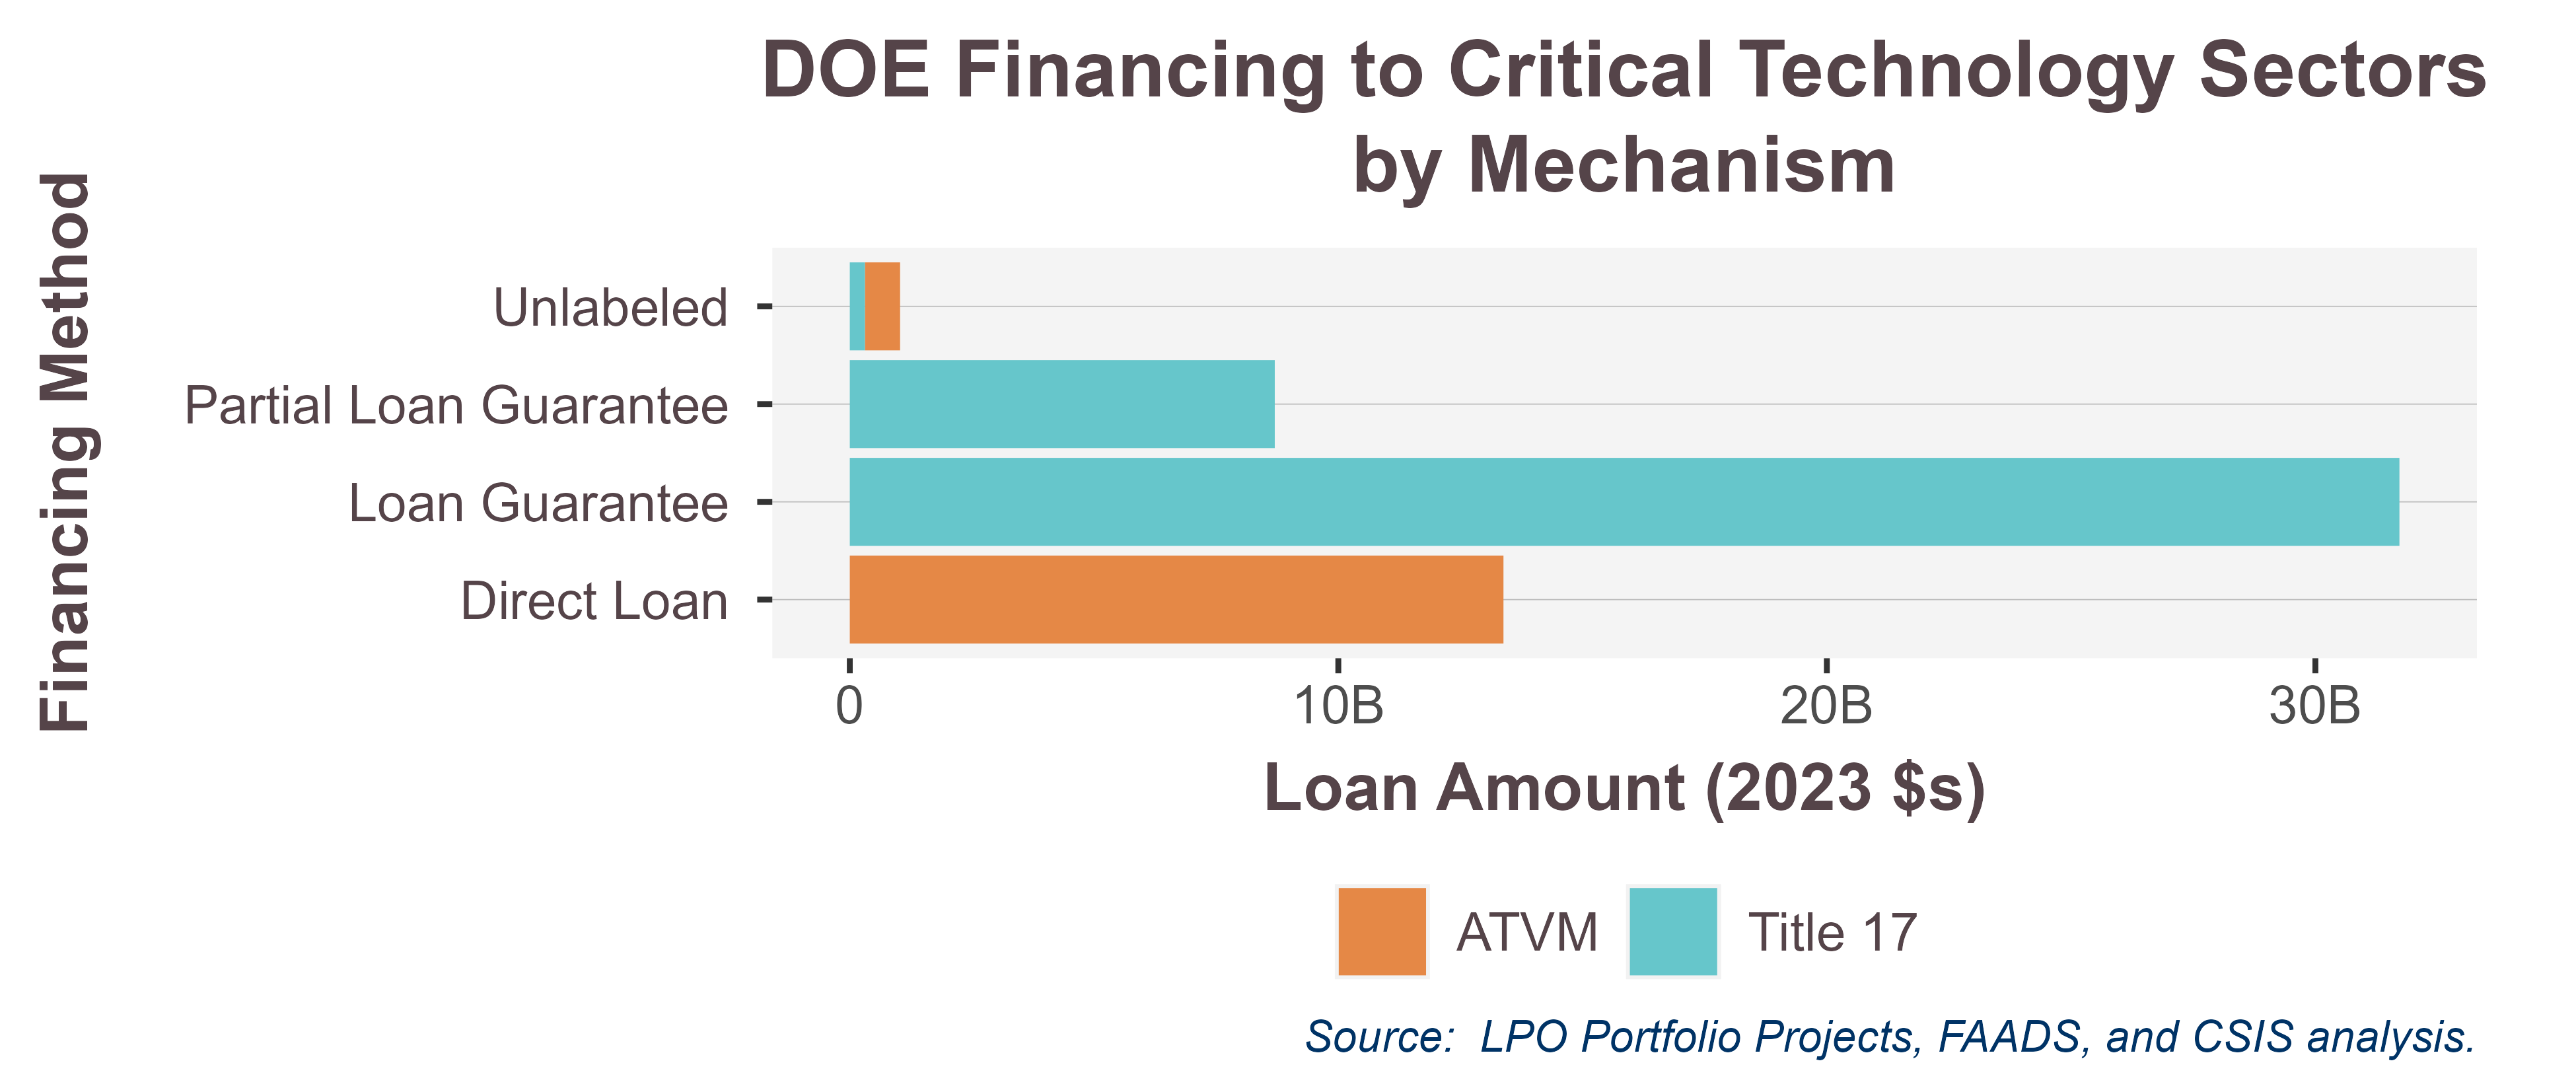 DOE Financing to Critical Technology Sectors
by Mechanism
Financing Method
Unlabeled
Partial Loan Guarantee
Loan Guarantee
Direct Loan
0 10B 20B 30B
Loan Amount (2023 $s)
ATVM Title 17
Source:  LPO Portfolio Projects, FAADS, and CSIS analysis.